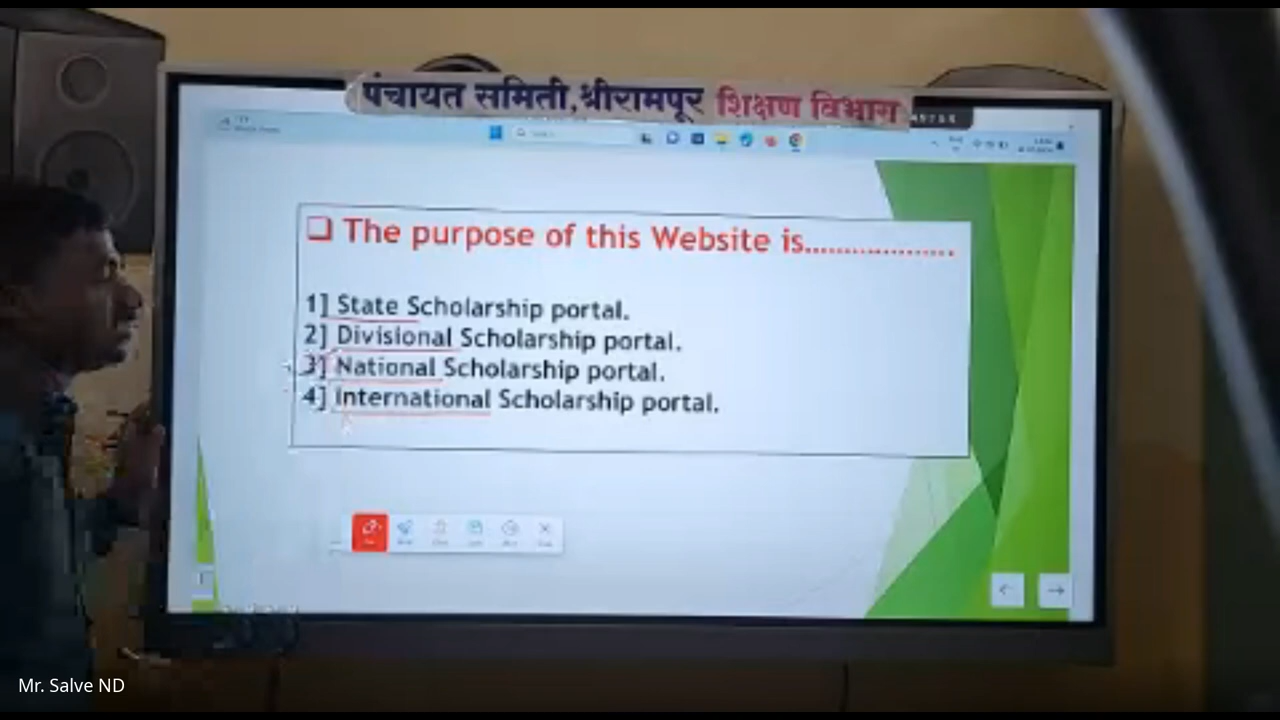 पंचायत समिती,श्रीरामपूर शिक्षण विभाग
❑ The purpose of this Website is..................
1] State Scholarship portal.
2] Divisional Scholarship portal.
3] National Scholarship portal.
4] International Scholarship portal.
Mr. Salve ND